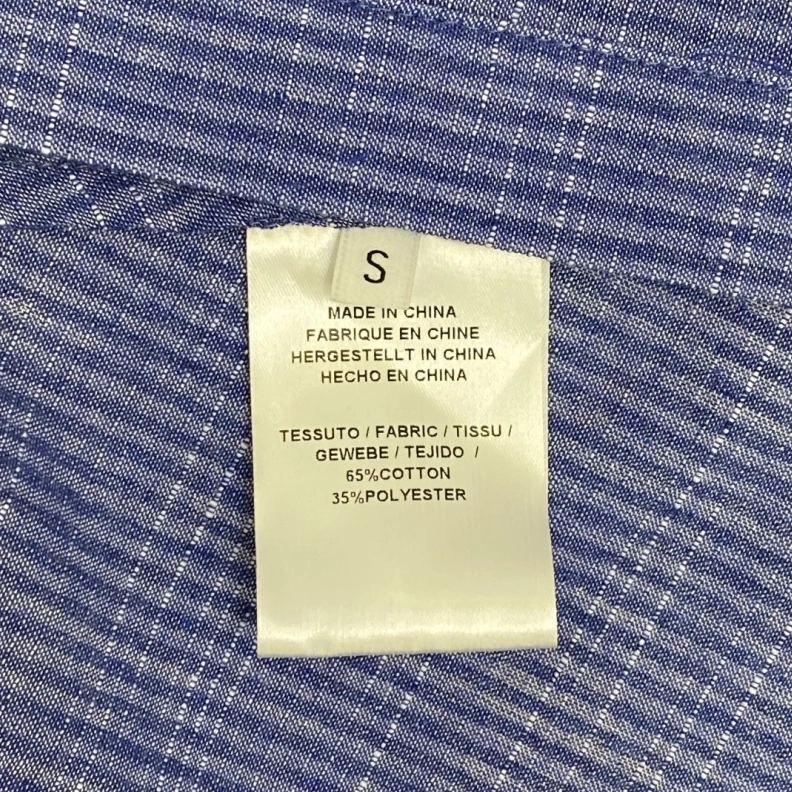 S
MADE IN CHINA
FABRIQUE EN CHINE
HERGESTELLT IN CHINA
HECHO EN CHINA
TESSUTO / FABRIC / TISSU /
GEWEBE / TEJIDO /
65%COTTON
35%POLYESTER